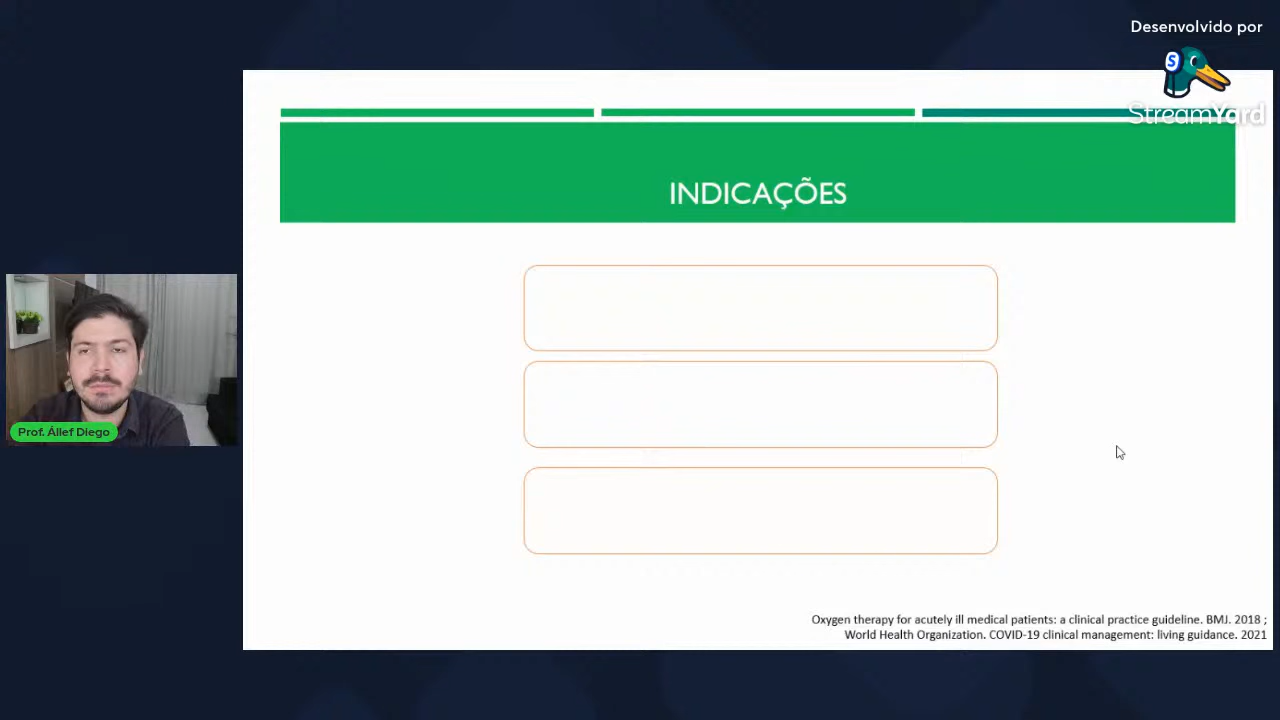 Desenvolvido por
StreamYard
INDICAÇÕES
Prof. Állef Diego
Oxygen therapy for acutely ill medical patients: a clinical practice guideline. BMJ. 2018 ;
World Health Organization. COVID-19 clinical management: living guidance. 2021